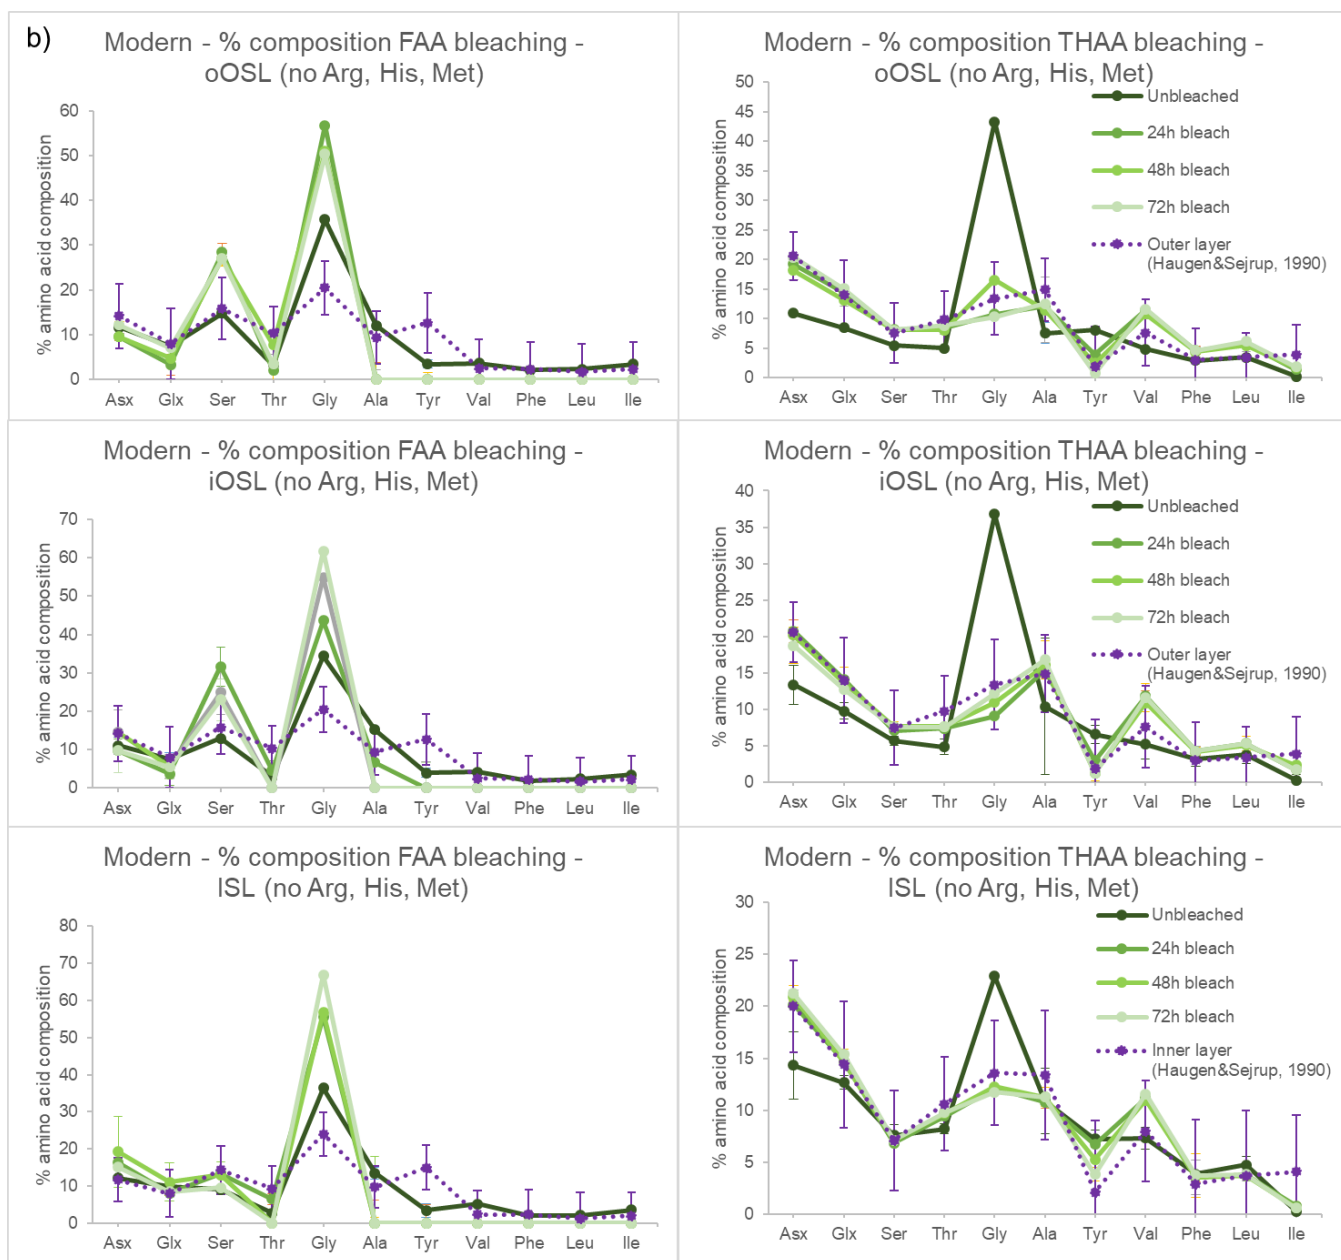 b)
Modern - % composition FAA bleaching -
oOSL (no Arg, His, Met)
% amino acid composition
60
50
40
30
20
10
0
Asx Glx Ser Thr Gly Ala Tyr Val Phe Leu Ile
Modern - % composition THAA bleaching -
oOSL (no Arg, His, Met)
% amino acid composition
50
45
40
35
30
25
20
15
10
5
0
Asx Glx Ser Thr Gly Ala Tyr Val Phe Leu Ile
Unbleached
24h bleach
48h bleach
72h bleach
Outer layer
(Haugen&Sejrup, 1990)
Modern - % composition FAA bleaching -
iOSL (no Arg, His, Met)
% amino acid composition
70
60
50
40
30
20
10
0
Asx Glx Ser Thr Gly Ala Tyr Val Phe Leu Ile
Modern - % composition THAA bleaching -
iOSL (no Arg, His, Met)
% amino acid composition
40
35
30
25
20
15
10
5
0
Asx Glx Ser Thr Gly Ala Tyr Val Phe Leu Ile
Unbleached
24h bleach
48h bleach
72h bleach
Outer layer
(Haugen&Sejrup, 1990)
Modern - % composition FAA bleaching -
ISL (no Arg, His, Met)
% amino acid composition
80
70
60
50
40
30
20
10
0
Asx Glx Ser Thr Gly Ala Tyr Val Phe Leu Ile
Modern - % composition THAA bleaching -
ISL (no Arg, His, Met)
% amino acid composition
30
25
20
15
10
5
0
Asx Glx Ser Thr Gly Ala Tyr Val Phe Leu Ile
Unbleached
24h bleach
48h bleach
72h bleach
Inner layer
(Haugen&Sejrup, 1990)